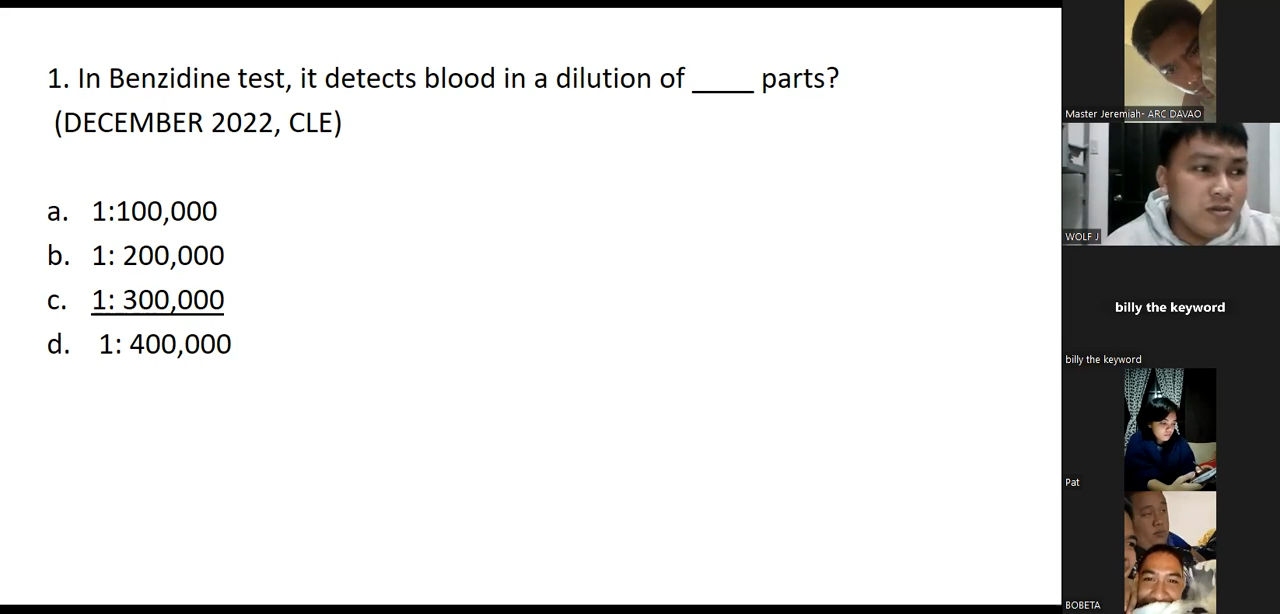 1. In Benzidine test, it detects blood in a dilution of ____ parts?
(DECEMBER 2022, CLE)
a. 1:100,000
b. 1: 200,000
c. 1: 300,000
d. 1: 400,000
Master Jeremiah- ARC DAVAO
WOLF J
billy the keyword
billy the keyword
Pat
BOBETA